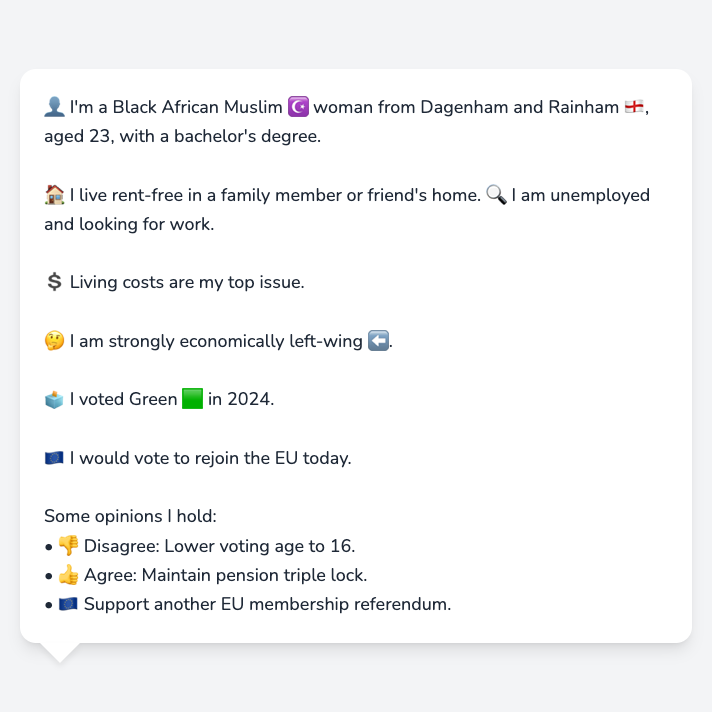 👤 I'm a Black African Muslim ☪️ woman from Dagenham and Rainham 🏴󠁧󠁢󠁥󠁮󠁧󠁿,
aged 23, with a bachelor's degree.
🏠 I live rent-free in a family member or friend's home. 🔍 I am unemployed
and looking for work.
💲 Living costs are my top issue.
🤔 I am strongly economically left-wing ⬅️.
🗳️ I voted Green 🟩 in 2024.
🇪🇺 I would vote to rejoin the EU today.
Some opinions I hold:
• 👎 Disagree: Lower voting age to 16.
• 👍 Agree: Maintain pension triple lock.
• 🇪🇺 Support another EU membership referendum.